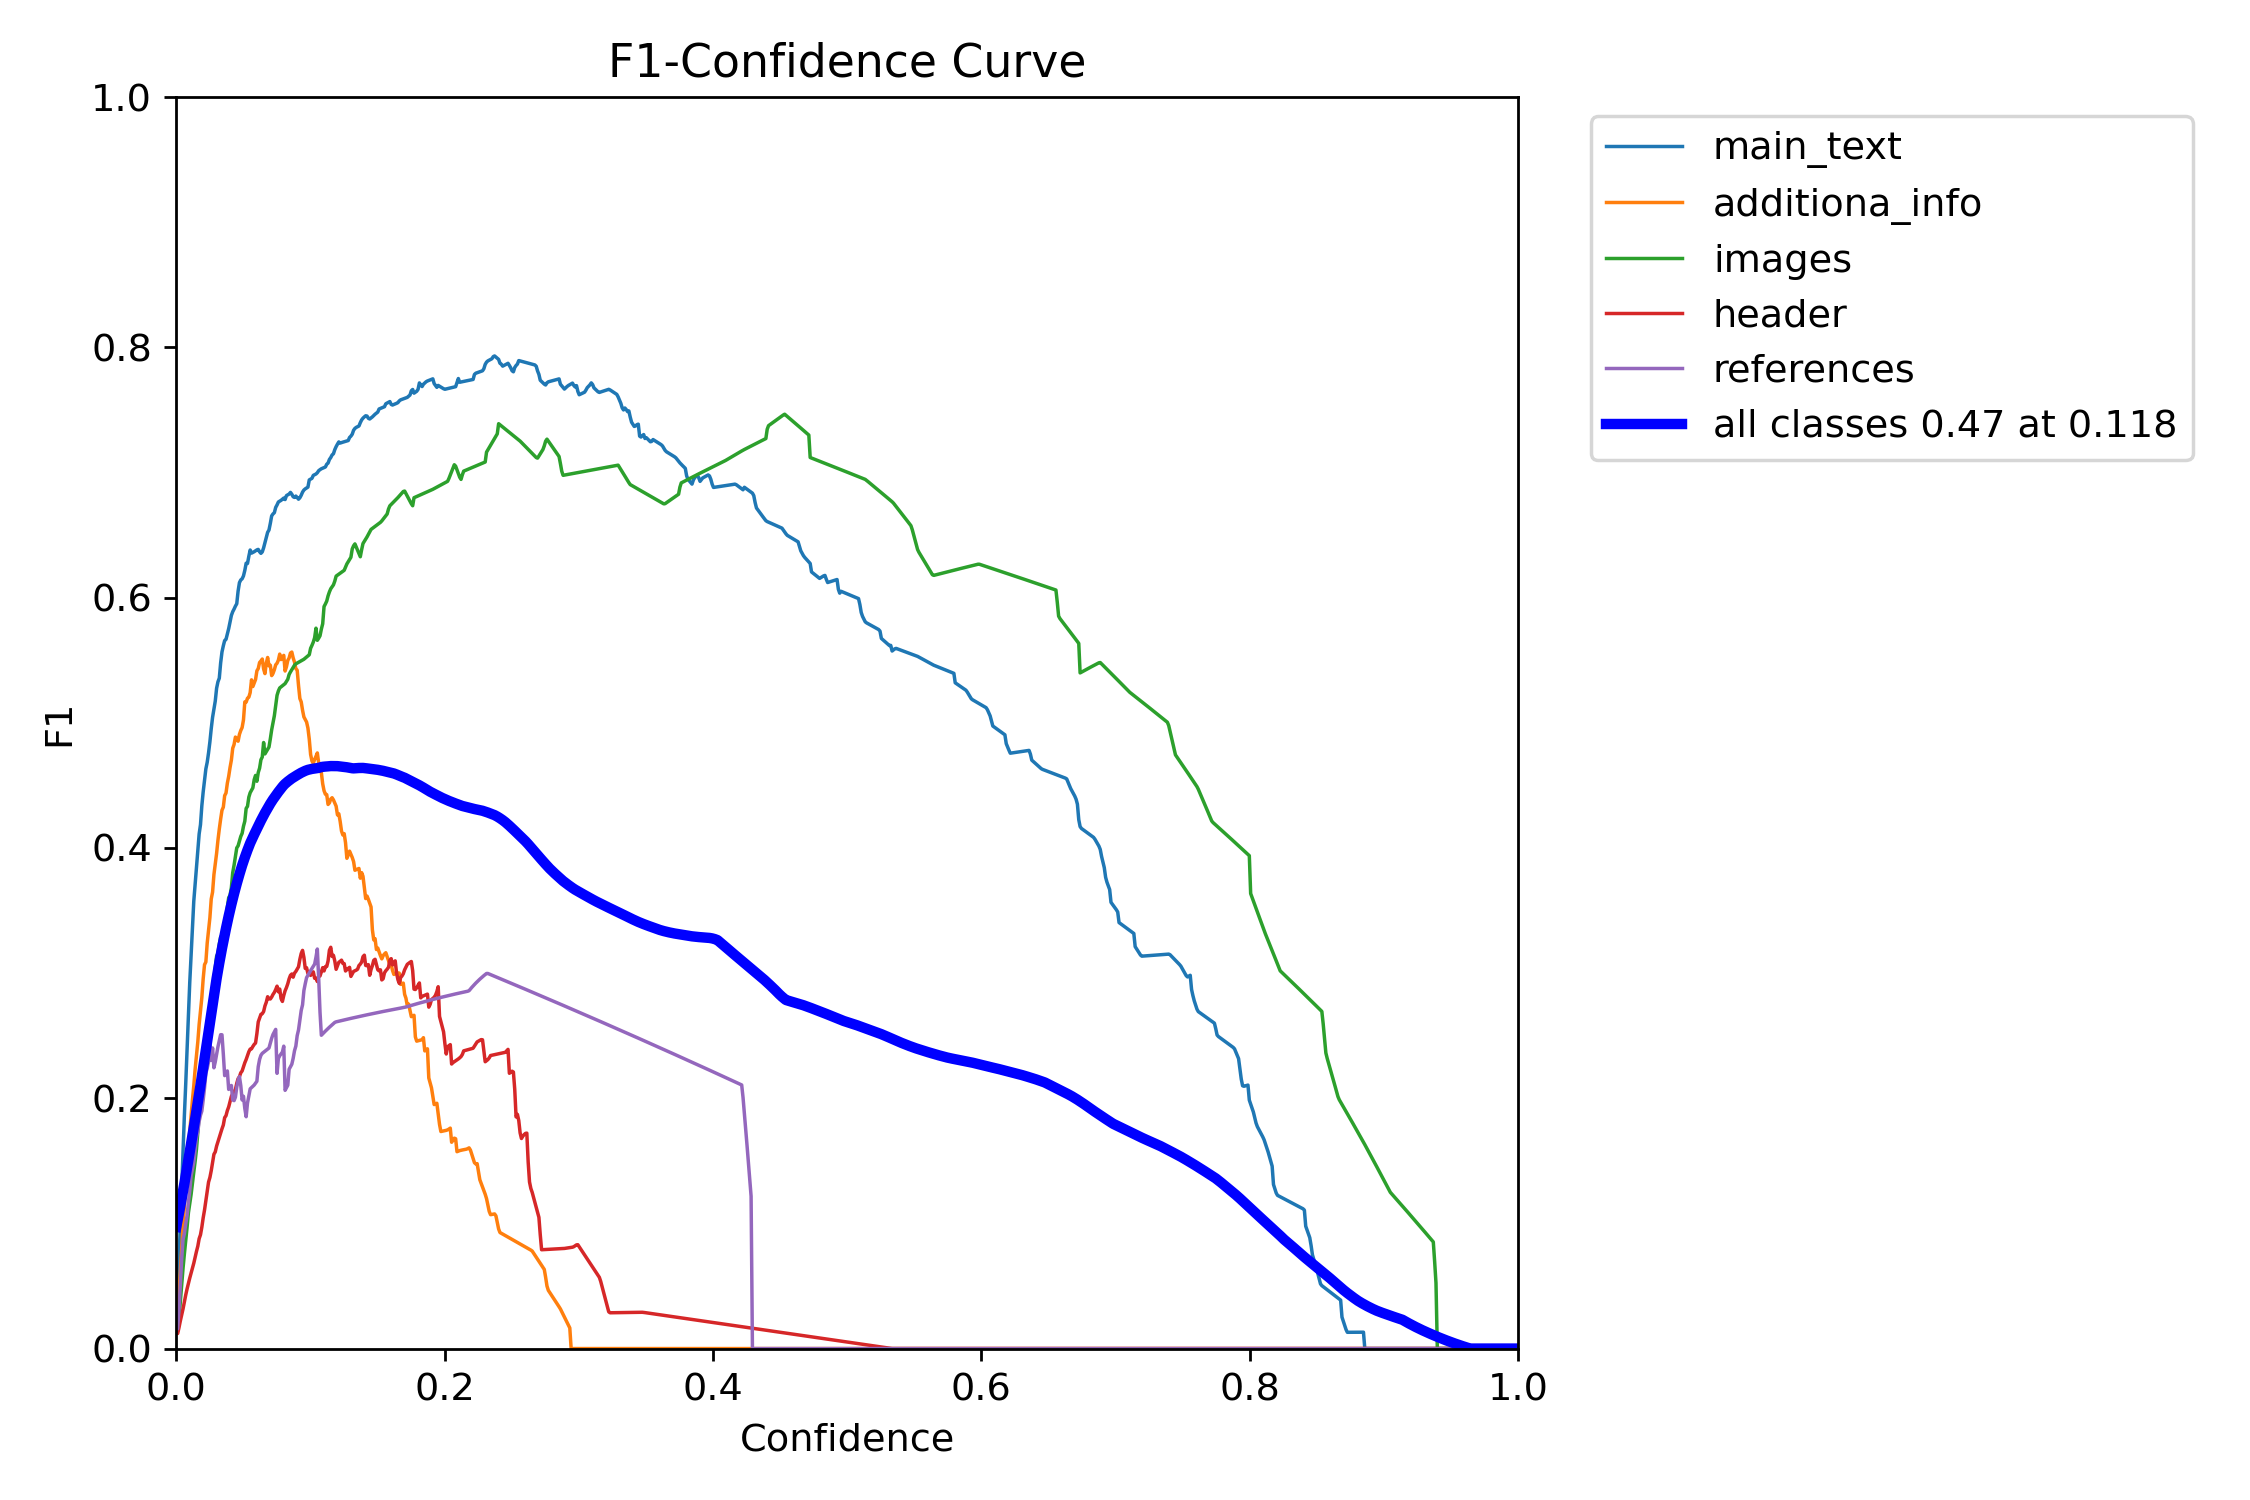 F1-Confidence Curve
1.0
0.8
0.6
0.4
0.2
0.0
F1
0.0 0.2 0.4 0.6 0.8 1.0
Confidence
main_text
additiona_info
images
header
references
all classes 0.47 at 0.118